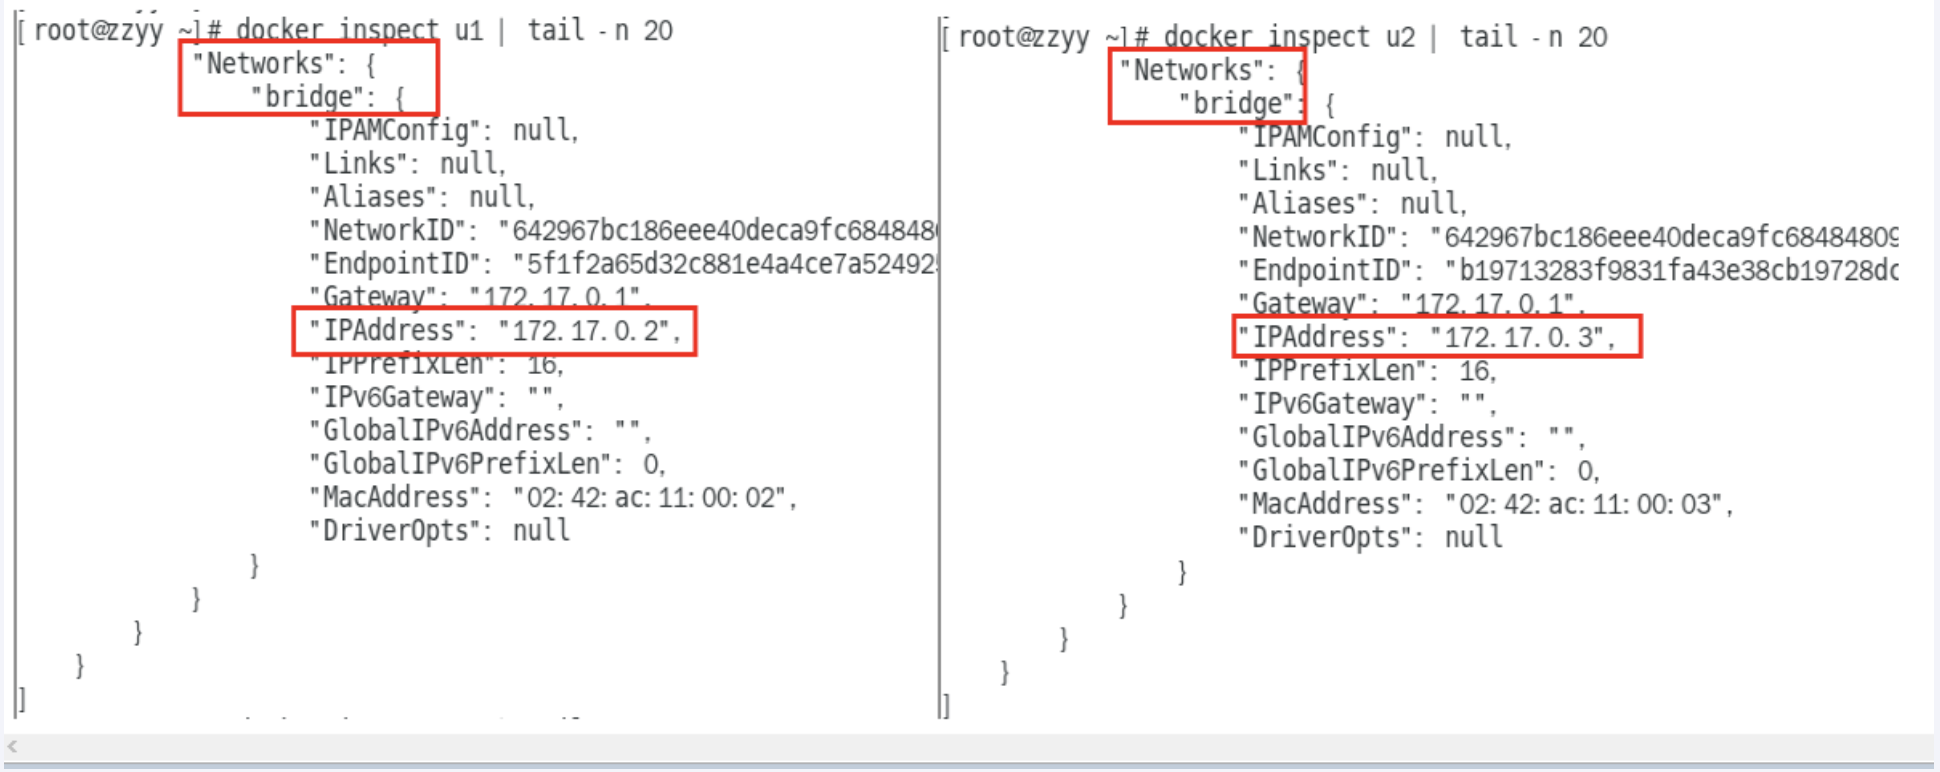 [root@zzyy ~]# docker inspect u1 | tail -n 20
"Networks": {
"bridge": {
"IPAMConfig": null,
"Links": null,
"Aliases": null,
"NetworkID": "642967bc186eee40deca9fc684848
"EndpointID": "5f1f2a65d32c881e4a4ce7a52492
"Gateway": "172.17.0.1",
"IPAddress": "172.17.0.2",
"IPPrefixLen": 16,
"IPv6Gateway": "",
"GlobalIPv6Address": "",
"GlobalIPv6PrefixLen": 0,
"MacAddress": "02:42:ac:11:00:02",
"DriverOpts": null
}
}
}
}
]
[root@zzyy ~]# docker inspect u2 | tail -n 20
"Networks": {
"bridge": {
"IPAMConfig": null,
"Links": null,
"Aliases": null,
"NetworkID": "642967bc186eee40deca9fc68484809
"EndpointID": "b19713283f9831fa43e38cb19728dc
"Gateway": "172.17.0.1",
"IPAddress": "172.17.0.3",
"IPPrefixLen": 16,
"IPv6Gateway": "",
"GlobalIPv6Address": "",
"GlobalIPv6PrefixLen": 0,
"MacAddress": "02:42:ac:11:00:03",
"DriverOpts": null
}
}
}
}
]